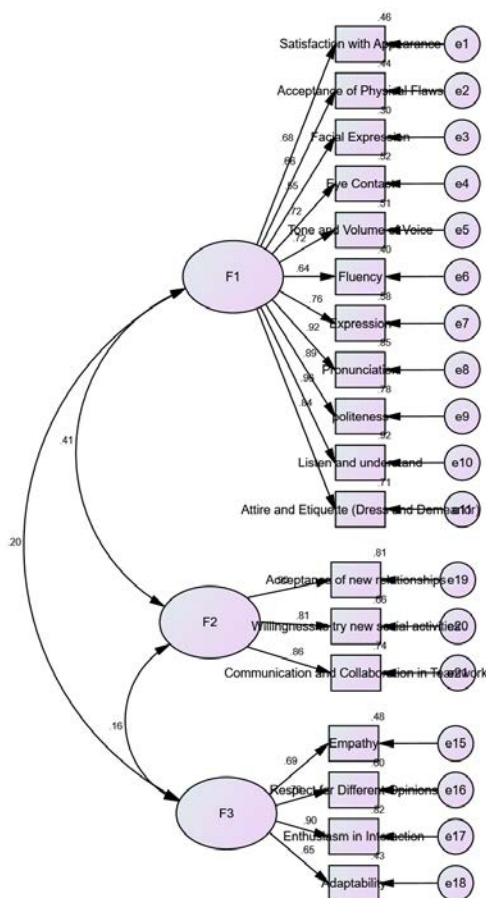 .46
Satisfaction with Appearance
e1
.44
Acceptance of Physical Flaws
e2
.30
Facial Expression
e3
.52
Eye Contact
e4
.51
Tone and Volume of Voice
e5
.40
Fluency
e6
.58
Expression
e7
.85
Pronunciation
e8
.78
politeness
e9
.92
Listen and understand
e10
.71
Attire and Etiquette (Dress and Demeanor)
e11
.68
.66
.55
.72
.72
.64
.76
.92
.89
.96
.84
F1
.41
.20
.81
Acceptance of new relationships
e19
.66
Willingness to try new social activities
e20
.74
Communication and Collaboration in Teamwork
e21
.81
.86
F2
.16
.48
Empathy
e15
.60
Respect for Different Opinions
e16
.82
Enthusiasm in Interaction
e17
.43
Adaptability
e18
.69
.90
.65
F3